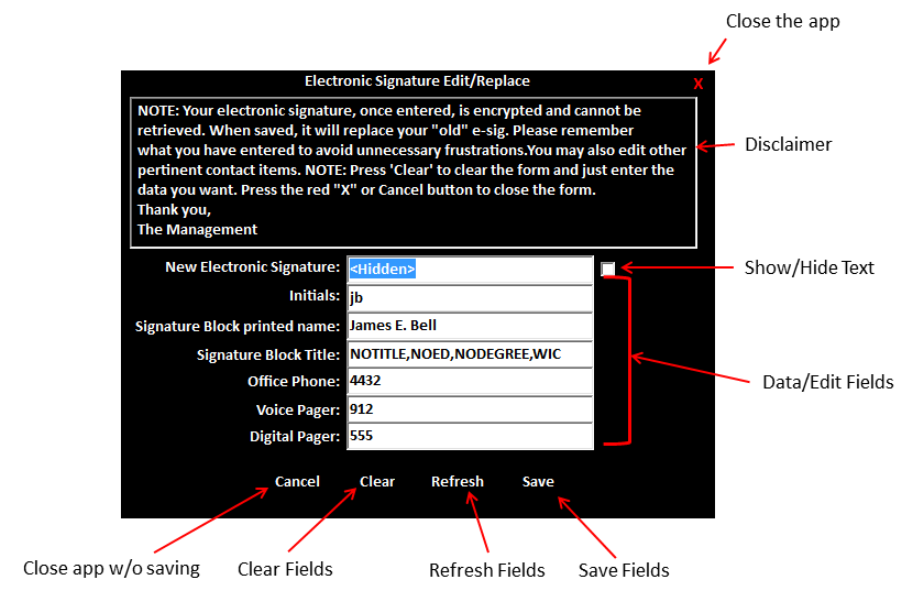 Close the app
Electronic Signature Edit/Replace
X
NOTE: Your electronic signature, once entered, is encrypted and cannot be
retrieved. When saved, it will replace your "old" e-sig. Please remember
what you have entered to avoid unnecessary frustrations.You may also edit other
pertinent contact items. NOTE: Press 'Clear' to clear the form and just enter the
data you want. Press the red "X" or Cancel button to close the form.
Thank you,
The Management
Disclaimer
New Electronic Signature: <Hidden>
Show/Hide Text
Initials: jb
Signature Block printed name: James E. Bell
Signature Block Title: NOTITLE,NOED,NODEGREE,WIC
Office Phone: 4432
Data/Edit Fields
Voice Pager: 912
Digital Pager: 555
Cancel Clear Refresh Save
Close app w/o saving Clear Fields Refresh Fields Save Fields